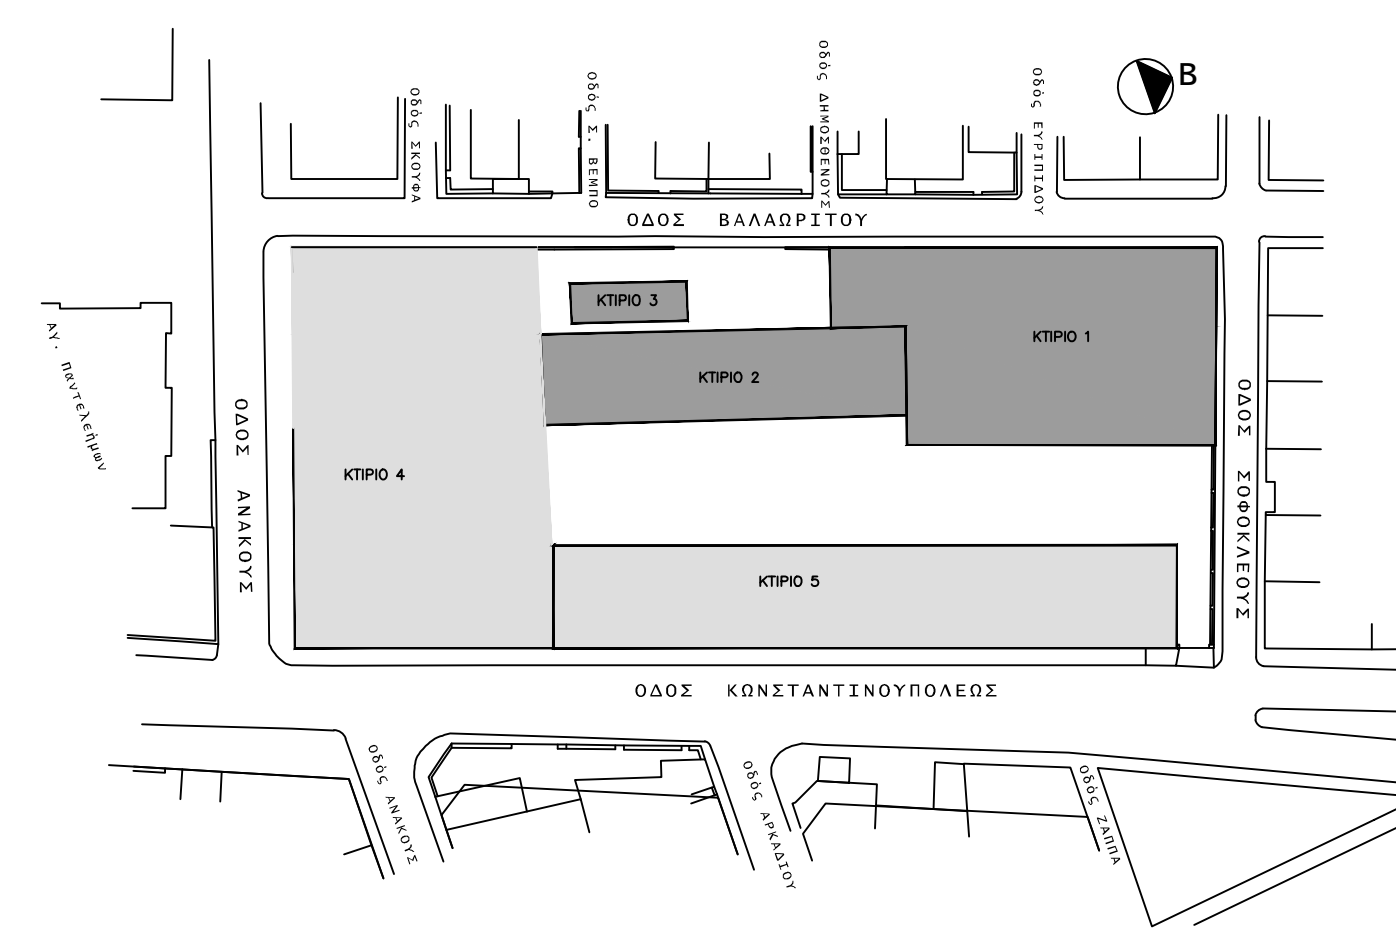 Οδός ΣΚΟΥΦΑ
Οδός Σ. ΒΕΜΠΟ
Οδός ΔΗΜΟΣΘΕΝΟΥΣ
Οδός ΕΥΡΙΠΙΔΟΥ
Β
ΟΔΟΣ ΒΑΛΑΩΡΙΤΟΥ
ΚΤΙΡΙΟ 3
ΚΤΙΡΙΟ 1
ΚΤΙΡΙΟ 2
ΑΓ. Παντελεήμων
ΟΔΟΣ ΑΝΑΚΟΥΣ
ΚΤΙΡΙΟ 4
ΟΔΟΣ ΣΟΦΟΚΛΕΟΥΣ
ΚΤΙΡΙΟ 5
ΟΔΟΣ ΚΩΝΣΤΑΝΤΙΝΟΥΠΟΛΕΩΣ
Οδός ΑΝΑΚΟΥΣ
Οδός ΑΡΚΑΔΙΟΥ
Οδός ΖΑΠΠΑ